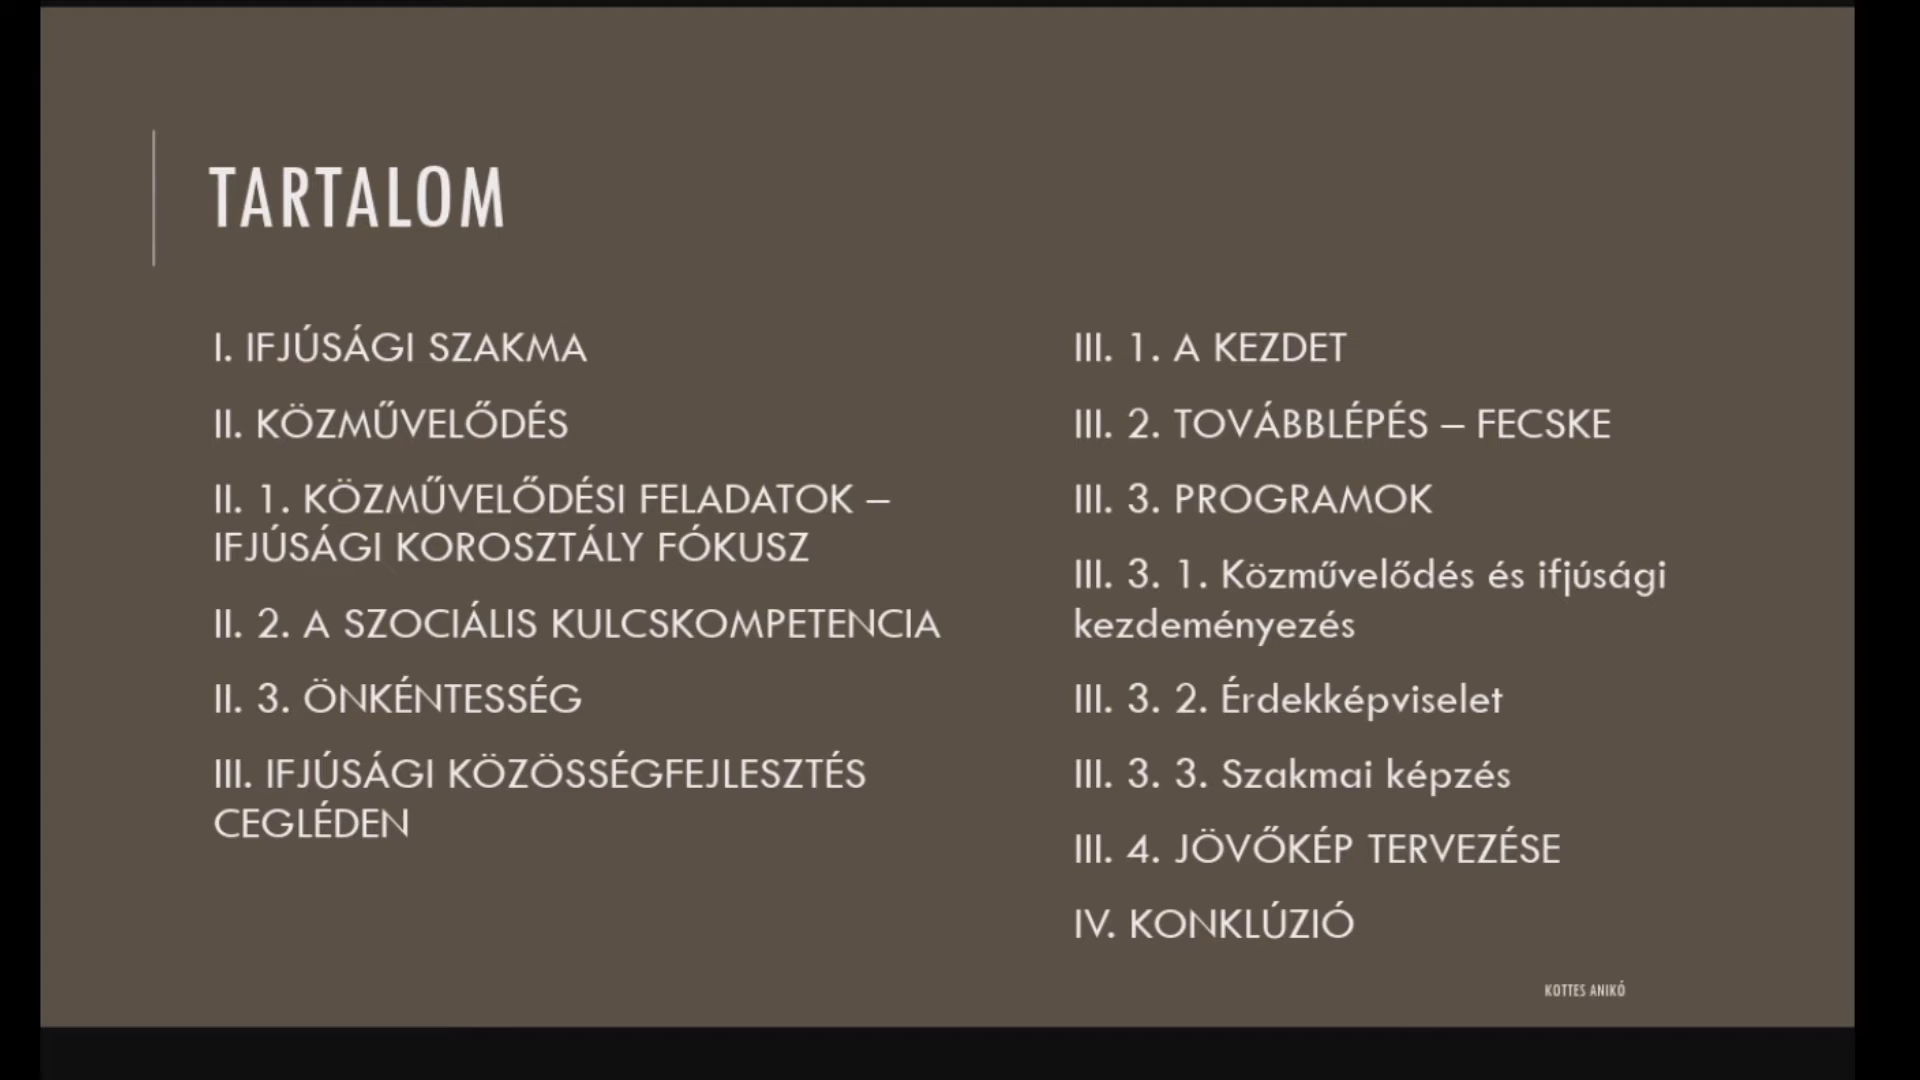 TARTALOM
I. IFJÚSÁGI SZAKMA
II. KÖZMŰVELŐDÉS
II. 1. KÖZMŰVELŐDÉSI FELADATOK –
IFJÚSÁGI KOROSZTÁLY FÓKUSZ
II. 2. A SZOCIÁLIS KULCSKOMPETENCIA
II. 3. ÖNKÉNTESSÉG
III. IFJÚSÁGI KÖZÖSSÉGFEJLESZTÉS
CEGLÉDEN
III. 1. A KEZDET
III. 2. TOVÁBBLÉPÉS – FECSKE
III. 3. PROGRAMOK
III. 3. 1. Közművelődés és ifjúsági
kezdeményezés
III. 3. 2. Érdekképviselet
III. 3. 3. Szakmai képzés
III. 4. JÖVŐKÉP TERVEZÉSE
IV. KONKLÚZIÓ
KOTTES ANIKÓ